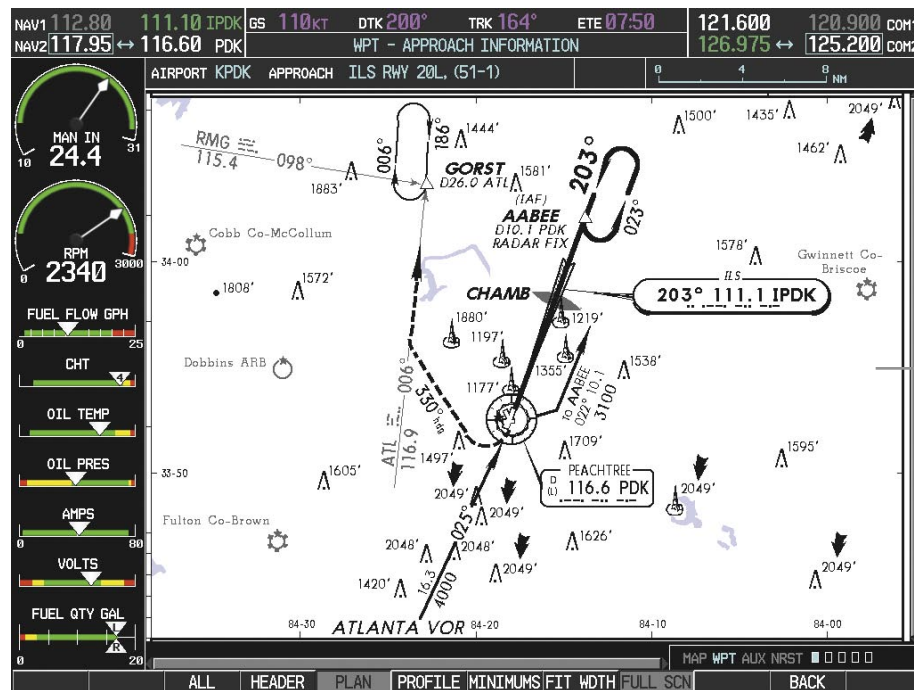 NAV1 112.80 111.10 IPDK GS 110KT DTK 200° TRK 164° ETE 07:50 121.600 120.900 COM1
NAV2 117.95 ↔ 116.60 PDK WPT - APPROACH INFORMATION 126.975 ↔ 125.200 COM2
AIRPORT KPDK APPROACH ILS RWY 20L, (51-1) 0 4 8 NM
MAN IN
10 31
24.4
RPM
0 3000
2340
FUEL FLOW GPH
0 25
CHT
4
OIL TEMP
OIL PRES
AMPS
0 80
VOLTS
FUEL QTY GAL
L
R
0 20
1500'
1435'
2049'
1462'
RMG
115.4
098°
006°
186°
1444'
1883'
GORST
D26.0 ATL
1581'
(IAF)
AABEE
D10.1 PDK
RADAR FIX
203°
023°
1578'
Gwinnett Co-
Briscoe
Cobb Co-McCollum
34-00
1808'
1572'
CHAMB
ILS
203° 111.1 IPDK
1880'
1219'
1197'
1355'
1538'
Dobbins ARB
1177'
006°
330° hdg
ATL
116.9
to AABEE
022° 10.1
3100
1497'
1709'
1595'
33-50
1605'
PEACHTREE
D
(L)
116.6 PDK
2049'
2049'
2049'
Fulton Co-Brown
025°
2048'
2048'
1626'
2049'
2049'
1420'
16.3
4000
ATLANTA VOR
84-30 84-20 84-10 84-00
MAP WPT AUX NRST
ALL HEADER PLAN PROFILE MINIMUMS FIT WDTH FULL SCN BACK